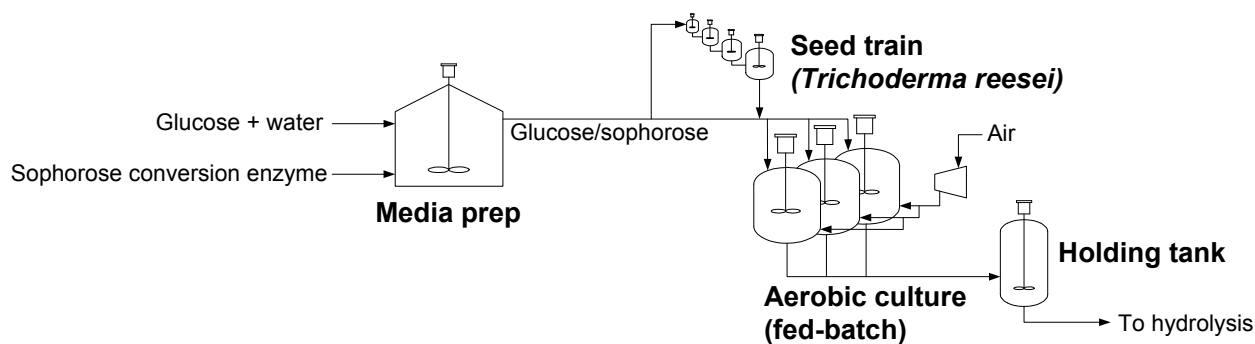 Seed train
(Trichoderma reesei)
Glucose + water
Glucose/sophorose
Air
Sophorose conversion enzyme
Media prep
Holding tank
Aerobic culture
(fed-batch)
To hydrolysis